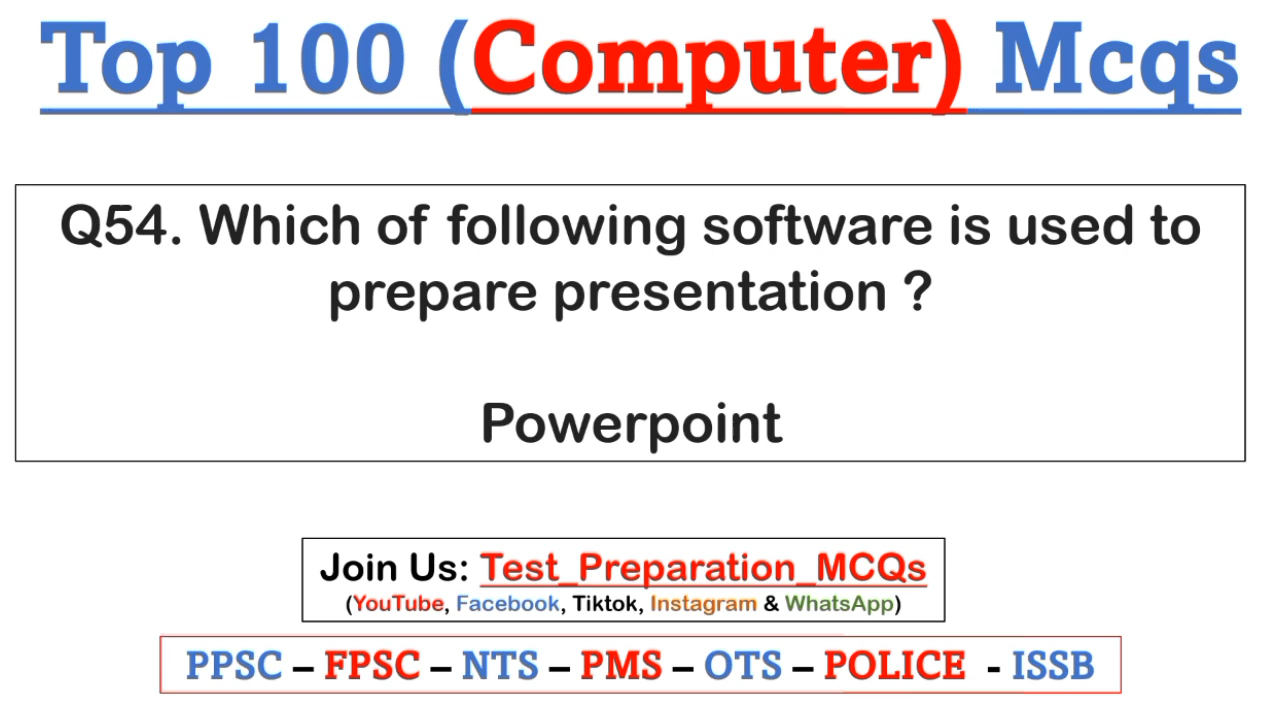 Top 100 (Computer) Mcqs
Q54. Which of following software is used to
prepare presentation ?
Powerpoint
Join Us: Test_Preparation_MCQs
(YouTube, Facebook, Tiktok, Instagram & WhatsApp)
PPSC – FPSC – NTS – PMS – OTS – POLICE - ISSB